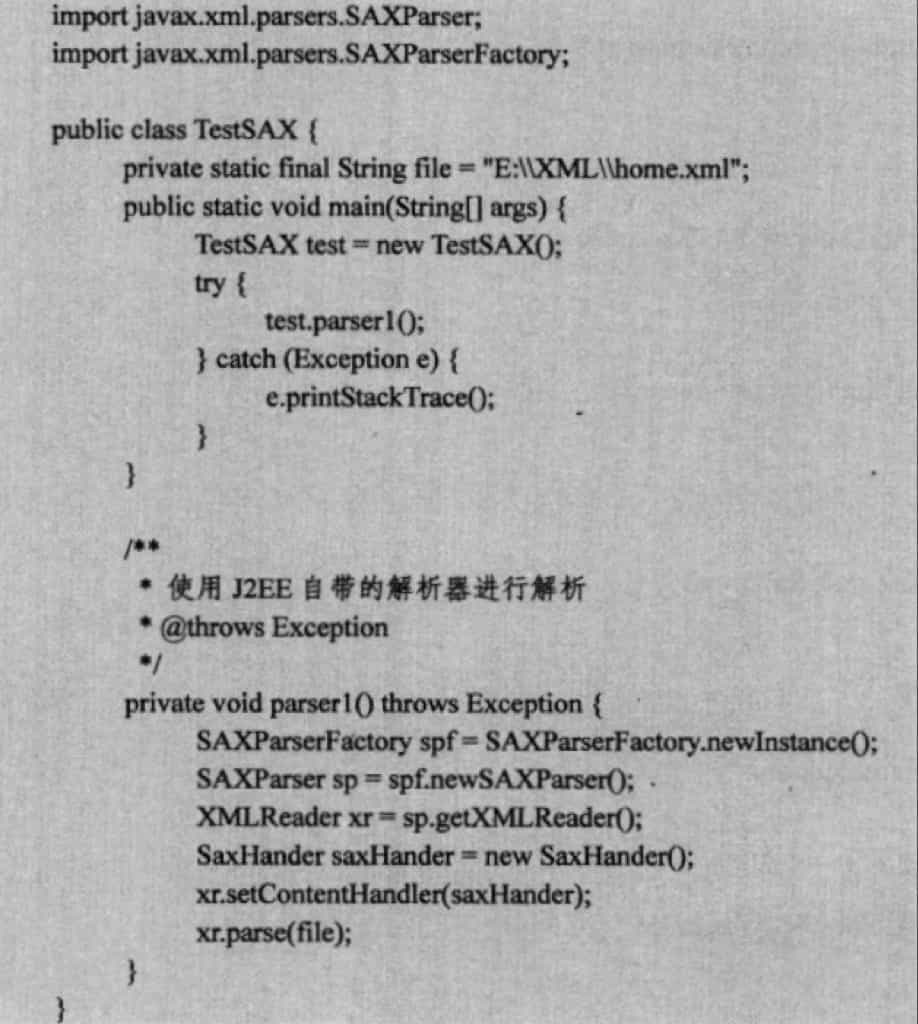 import javax.xml.parsers.SAXParser;
import javax.xml.parsers.SAXParserFactory;
public class TestSAX {
private static final String file = "E:\\XML\\home.xml";
public static void main(String[] args) {
TestSAX test = new TestSAX();
try {
test.parser1();
} catch (Exception e) {
e.printStackTrace();
}
}
/**
* 使用 J2EE 自带的解析器进行解析
* @throws Exception
*/
private void parser1() throws Exception {
SAXParserFactory spf = SAXParserFactory.newInstance();
SAXParser sp = spf.newSAXParser();
XMLReader xr = sp.getXMLReader();
SaxHander saxHander = new SaxHander();
xr.setContentHandler(saxHander);
xr.parse(file);
}
}